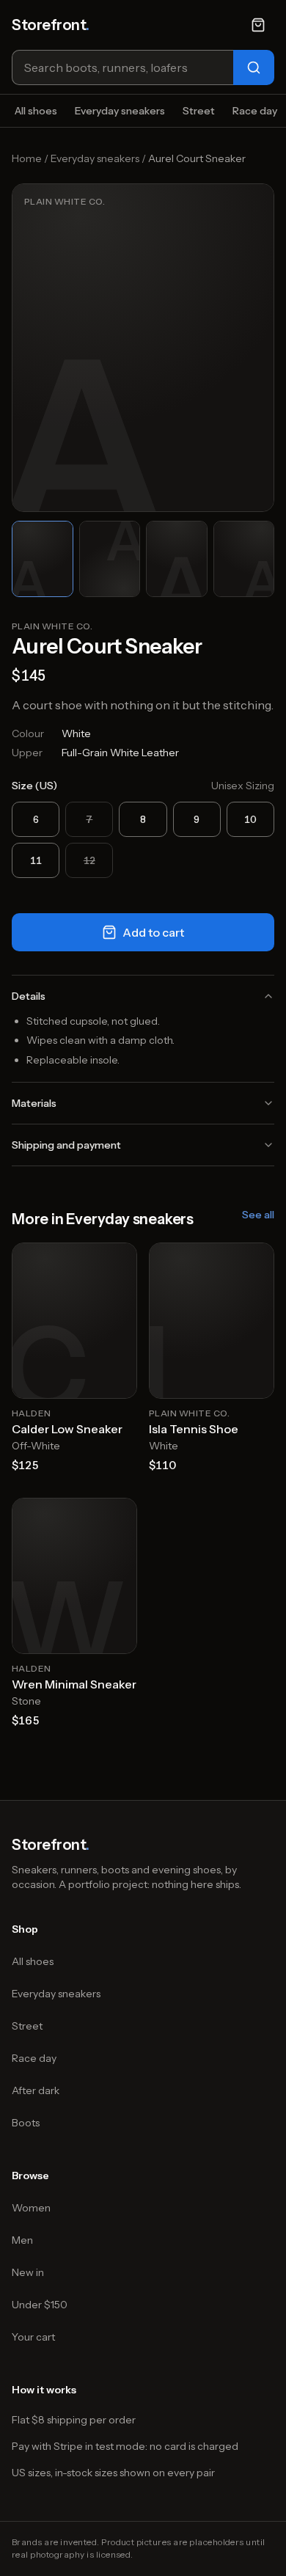 Storefront.
Search boots, runners, loafers
All shoes Everyday sneakers Street Race day
Home / Everyday sneakers / Aurel Court Sneaker
PLAIN WHITE CO.
A
A A A A
PLAIN WHITE CO.
Aurel Court Sneaker
$145
A court shoe with nothing on it but the stitching.
Colour White
Upper Full-Grain White Leather
Size (US) Unisex Sizing
6 7 8 9 10
11 12
Add to cart
Details
Stitched cupsole, not glued.
Wipes clean with a damp cloth.
Replaceable insole.
Materials
Shipping and payment
More in Everyday sneakers See all
C I
HALDEN PLAIN WHITE CO.
Calder Low Sneaker Isla Tennis Shoe
Off-White White
$125 $110
W
HALDEN
Wren Minimal Sneaker
Stone
$165
Storefront.
Sneakers, runners, boots and evening shoes, by
occasion. A portfolio project: nothing here ships.
Shop
All shoes
Everyday sneakers
Street
Race day
After dark
Boots
Browse
Women
Men
New in
Under $150
Your cart
How it works
Flat $8 shipping per order
Pay with Stripe in test mode: no card is charged
US sizes, in-stock sizes shown on every pair
Brands are invented. Product pictures are placeholders until
real photography is licensed.